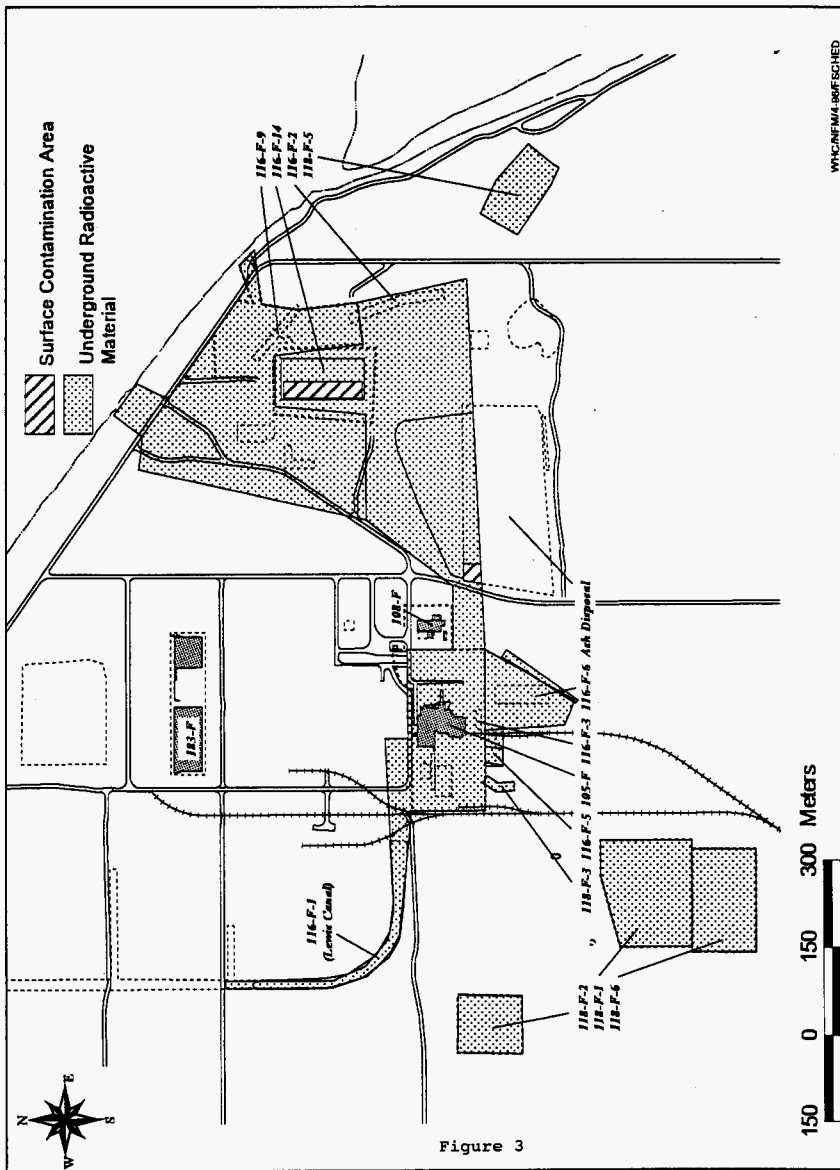 N
E
S
W
Surface Contamination Area
Underground Radioactive
Material
116-F-9
116-F-14
116-F-2
118-F-5
183-F
108-F
116-F-1
(Lewis Canal)
118-F-3 116-F-5 105-F 116-F-3 116-F-6 Ash Disposal
118-F-2
118-F-1
118-F-6
150 0 150 300 Meters
WHC/NFM/4-96/FSCHED
Figure 3